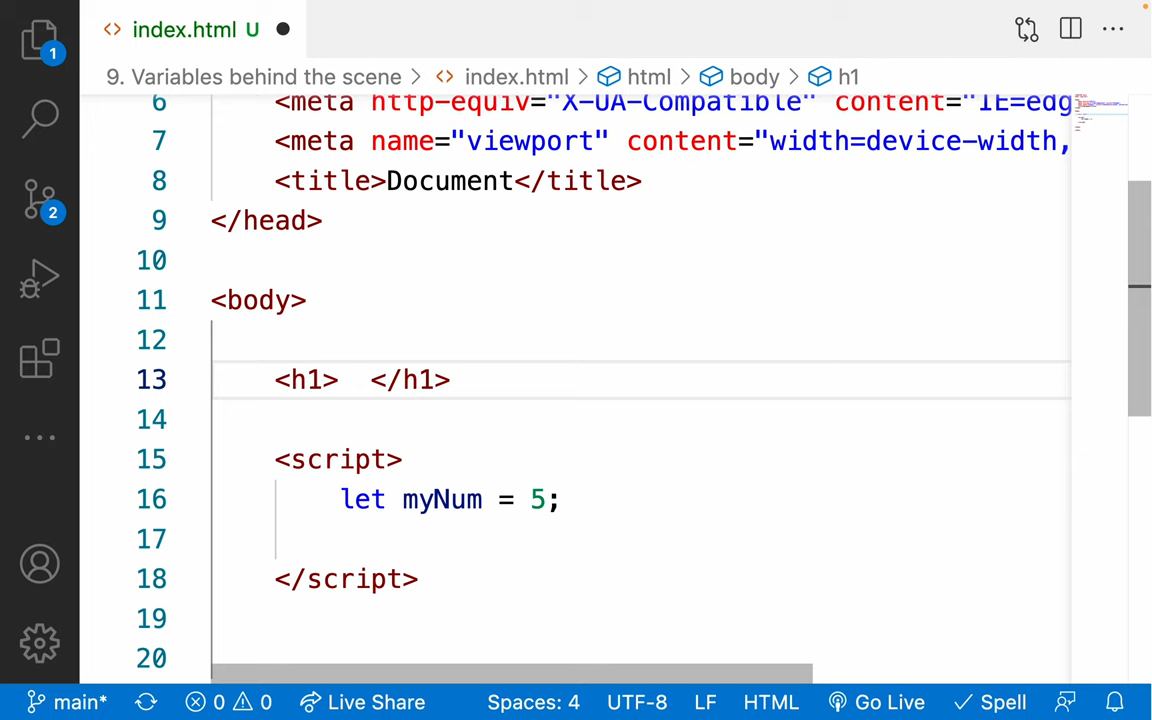 index.html U
9. Variables behind the scene > <> index.html > html > body > h1
6 <meta http-equiv="X-UA-Compatible" content="IE=edg
7 <meta name="viewport" content="width=device-width,
8 <title>Document</title>
9 </head>
10
11 <body>
12
13 <h1>  </h1>
14
15 <script>
16 let myNum = 5;
17
18 </script>
19
20
1
2
main* 0 0 Live Share Spaces: 4 UTF-8 LF HTML Go Live Spell